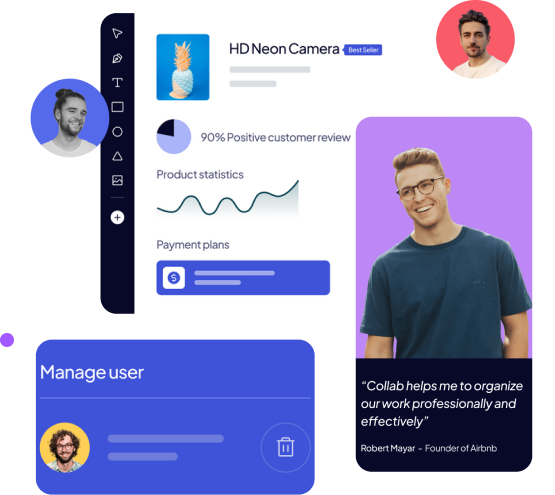 HD Neon Camera
Best Seller
90% Positive customer review
Product statistics
Payment plans
Manage user
“Collab helps me to organize
our work professionally and
effectively”
Robert Mayar - Founder of Airbnb